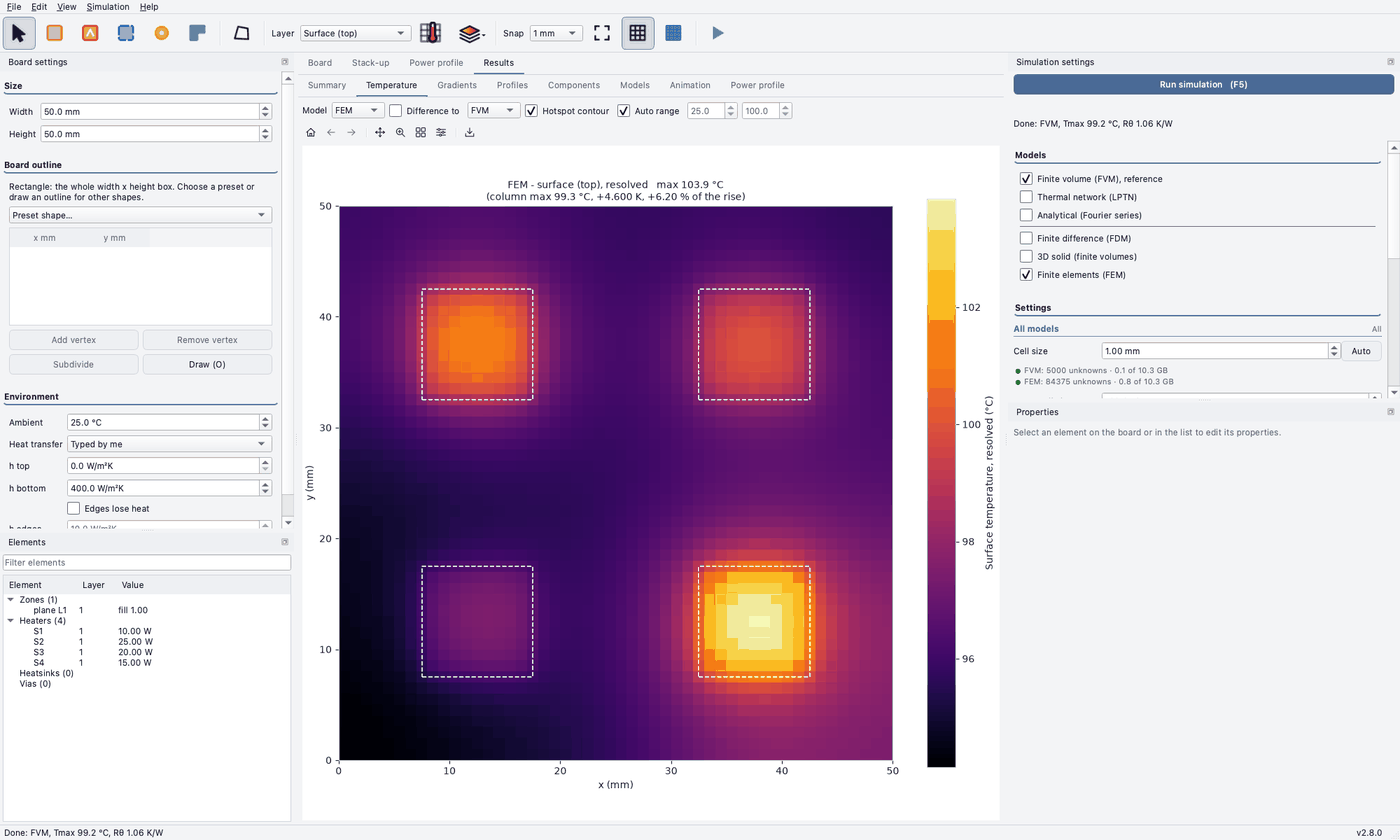 File Edit View Simulation Help
Layer Surface (top) Snap 1 mm
Board settings
Size
Width 50.0 mm
Height 50.0 mm
Board outline
Rectangle: the whole width x height box. Choose a preset or
draw an outline for other shapes.
Preset shape...
x mm y mm
Add vertex Remove vertex
Subdivide Draw (O)
Environment
Ambient 25.0 °C
Heat transfer Typed by me
h top 0.0 W/m²K
h bottom 400.0 W/m²K
Edges lose heat
h edges 10.0 W/m²K
Elements
Filter elements
Element Layer Value
Zones (1)
plane L1 1 fill 1.00
Heaters (4)
S1 1 10.00 W
S2 1 25.00 W
S3 1 20.00 W
S4 1 15.00 W
Heatsinks (0)
Vias (0)
Board Stack-up Power profile Results
Summary Temperature Gradients Profiles Components Models Animation Power profile
Model FEM Difference to FVM Hotspot contour Auto range 25.0 100.0
FEM - surface (top), resolved max 103.9 °C
(column max 99.3 °C, +4.600 K, +6.20 % of the rise)
50
40
30
20
10
0
y (mm)
0 10 20 30 40 50
x (mm)
102
100
98
96
Surface temperature, resolved (°C)
Simulation settings
Run simulation (F5)
Done: FVM, Tmax 99.2 °C, Rθ 1.06 K/W
Models
Finite volume (FVM), reference
Thermal network (LPTN)
Analytical (Fourier series)
Finite difference (FDM)
3D solid (finite volumes)
Finite elements (FEM)
Settings
All models All
Cell size 1.00 mm Auto
FVM: 5000 unknowns · 0.1 of 10.3 GB
FEM: 84375 unknowns · 0.8 of 10.3 GB
Properties
Select an element on the board or in the list to edit its properties.
Done: FVM, Tmax 99.2 °C, Rθ 1.06 K/W v2.8.0